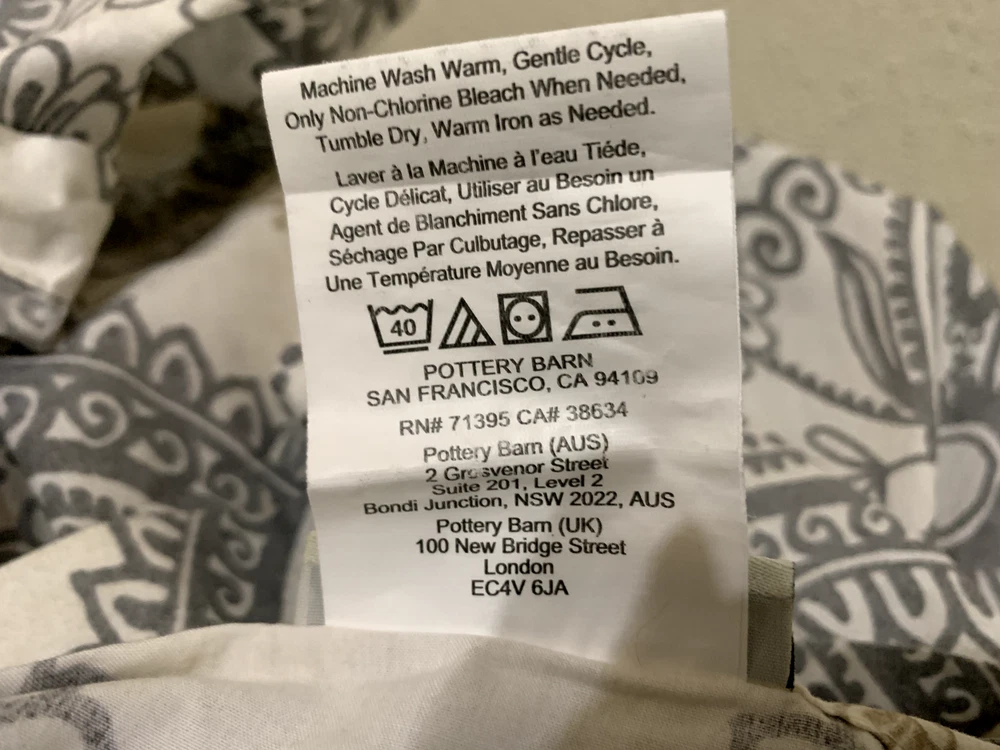 Machine Wash Warm, Gentle Cycle,
Only Non-Chlorine Bleach When Needed,
Tumble Dry, Warm Iron as Needed.
Laver à la Machine à l'eau Tiéde,
Cycle Délicat, Utiliser au Besoin un
Agent de Blanchiment Sans Chlore,
Séchage Par Culbutage, Repasser à
Une Température Moyenne au Besoin.
40
POTTERY BARN
SAN FRANCISCO, CA 94109
RN# 71395 CA# 38634
Pottery Barn (AUS)
2 Grosvenor Street
Suite 201, Level 2
Bondi Junction, NSW 2022, AUS
Pottery Barn (UK)
100 New Bridge Street
London
EC4V 6JA